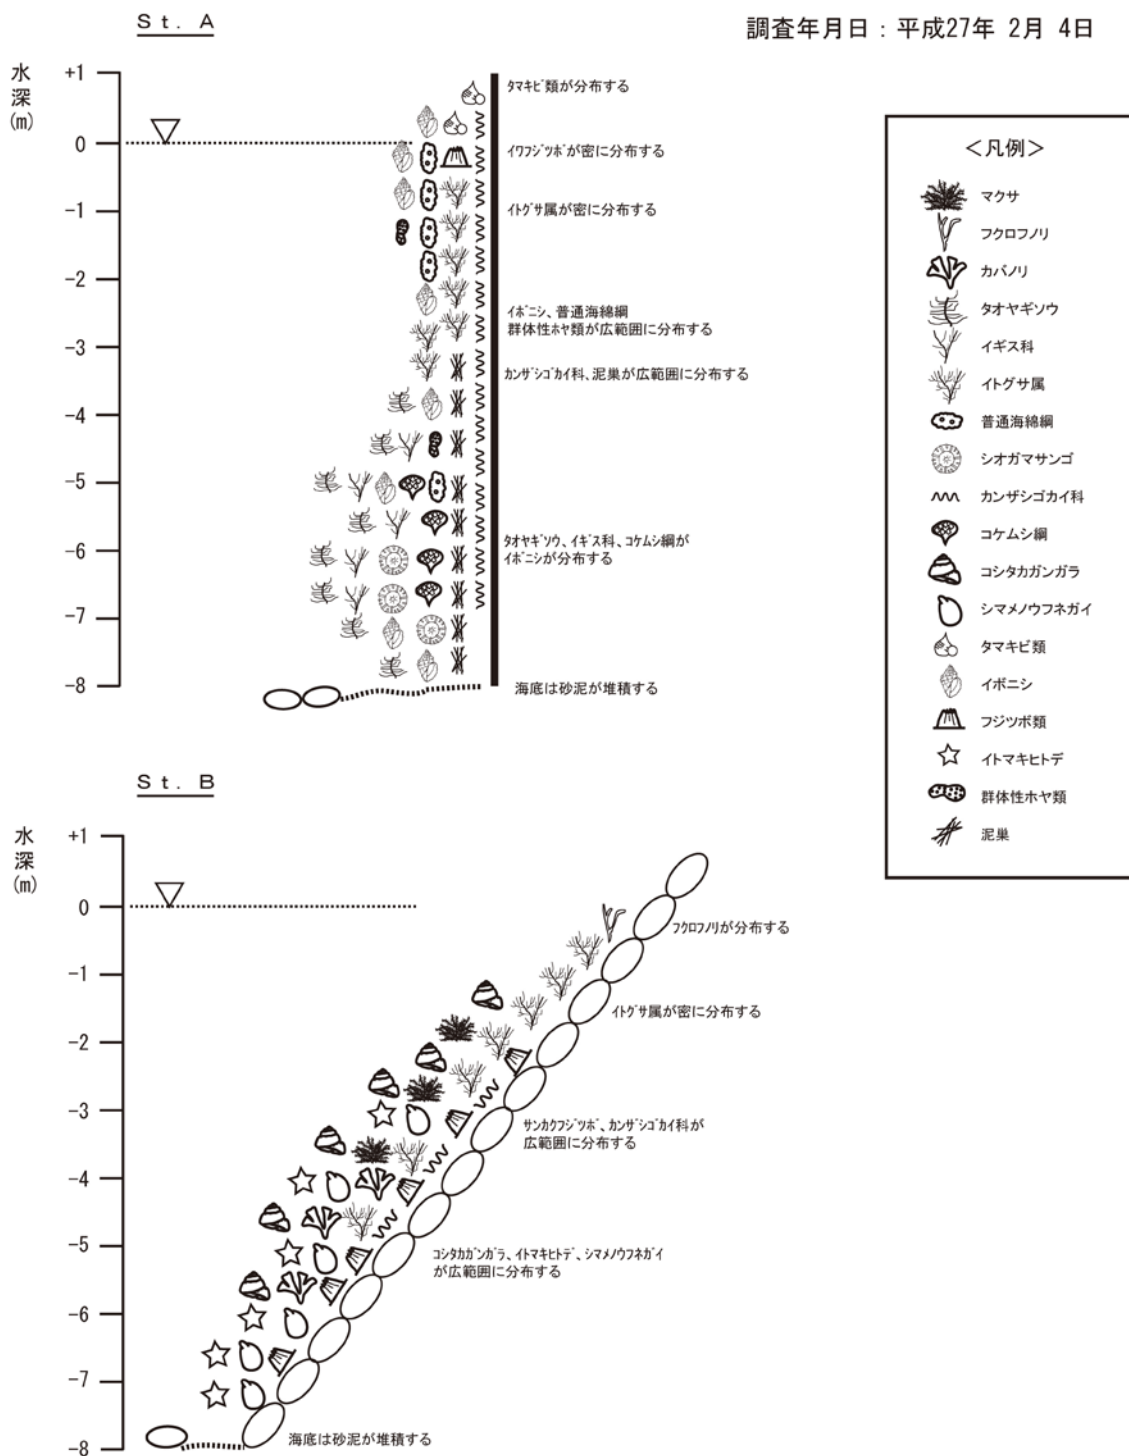 St. A
調査年月日：平成27年 2月 4日
水深(m)
+1
0
-1
-2
-3
-4
-5
-6
-7
-8
ﾀﾏｷﾋﾞ類が分布する
ｲﾜﾌｼﾞﾂﾎﾞが密に分布する
ｲﾄｸﾞｻ属が密に分布する
ｲﾎﾞﾆｼ、普通海綿綱
群体性ﾎﾔ類が広範囲に分布する
ｶﾝｻﾞｼｺﾞｶｲ科、泥巣が広範囲に分布する
ﾀｵﾔｷﾞｿｳ、ｲｷﾞｽ科、ｺｹﾑｼ綱が
ｲﾎﾞﾆｼが分布する
海底は砂泥が堆積する
＜凡例＞
マクサ
フクロフノリ
カバノリ
タオヤギソウ
イギス科
イトグサ属
普通海綿綱
シオガマサンゴ
カンザシゴカイ科
コケムシ綱
コシタカガンガラ
シマメノウフネガイ
タマキビ類
イボニシ
フジツボ類
イトマキヒトデ
群体性ホヤ類
泥巣
St. B
水深(m)
+1
0
-1
-2
-3
-4
-5
-6
-7
-8
ﾌｸﾛﾌﾉﾘが分布する
ｲﾄｸﾞｻ属が密に分布する
ｻﾝｶｸﾌｼﾞﾂﾎﾞ、ｶﾝｻﾞｼｺﾞｶｲ科が
広範囲に分布する
ｺｼﾀｶｶﾞﾝｶﾞﾗ、ｲﾄﾏｷﾋﾄﾃﾞ、ｼﾏﾒﾉｳﾌﾈｶﾞｲ
が広範囲に分布する
海底は砂泥が堆積する